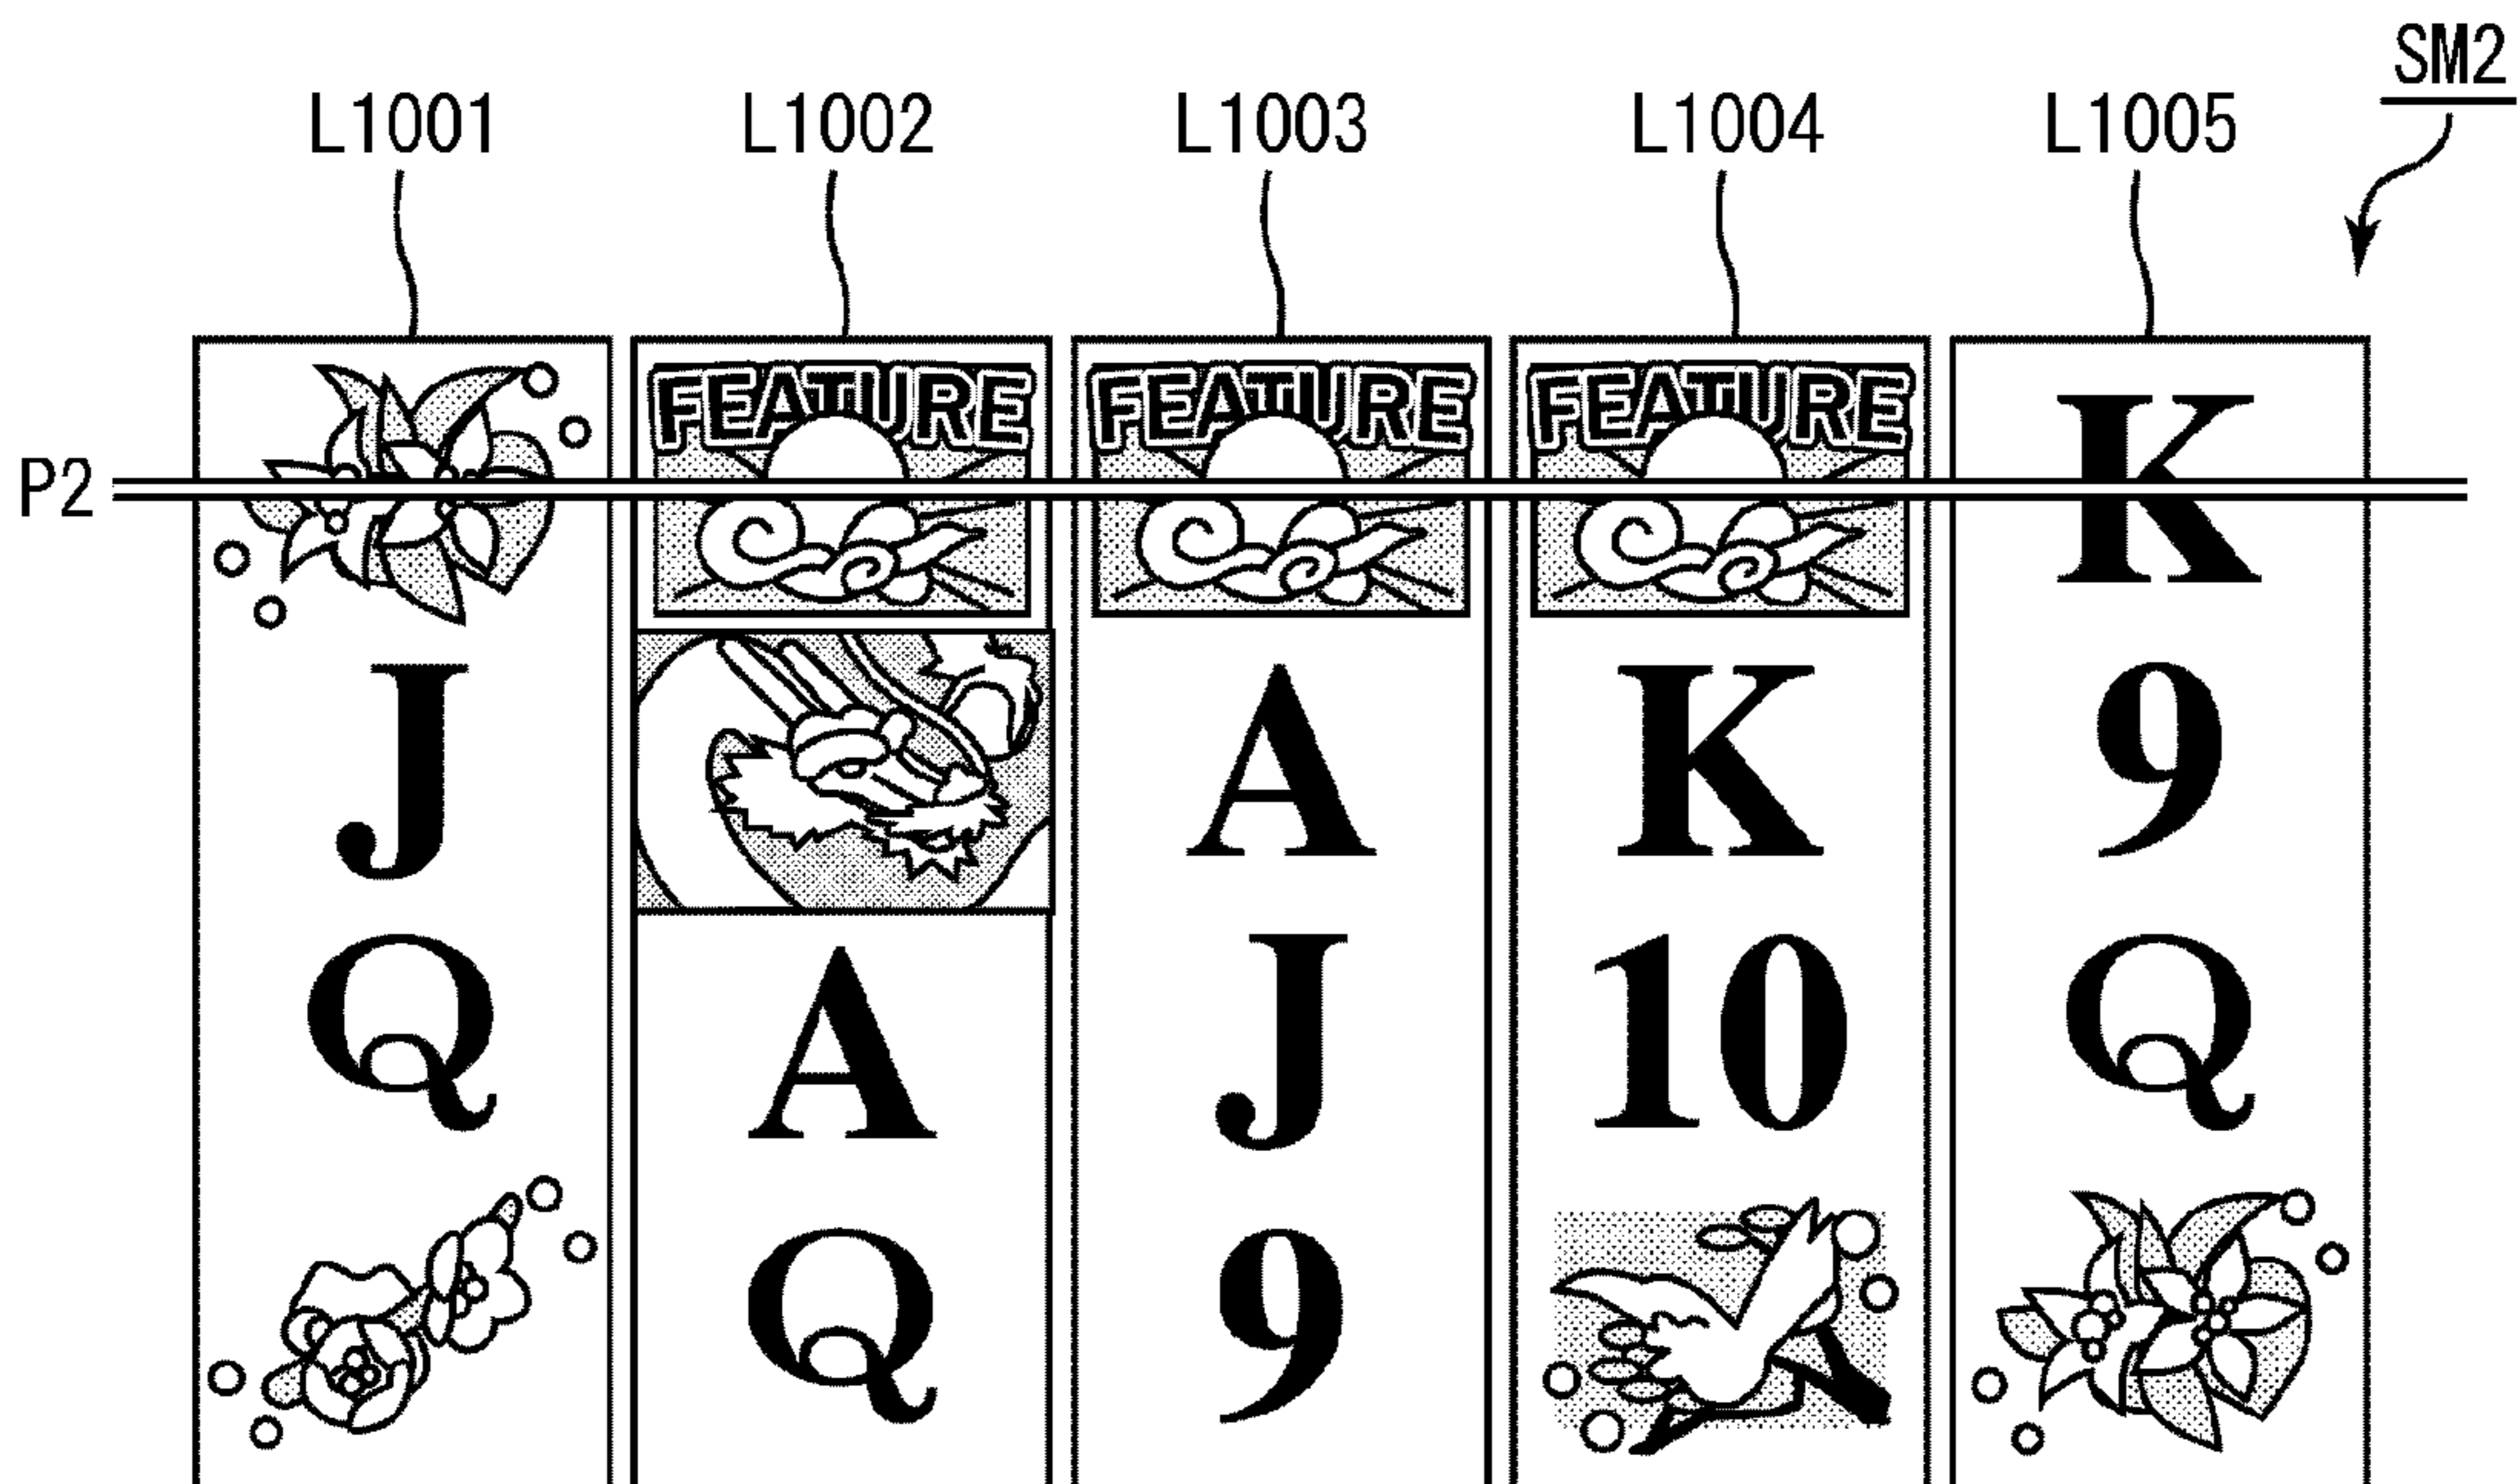 SM2
L1001 L1002 L1003 L1004 L1005
FEATURE FEATURE FEATURE K
P2
J A K 9
Q A J 10 Q
Q 9